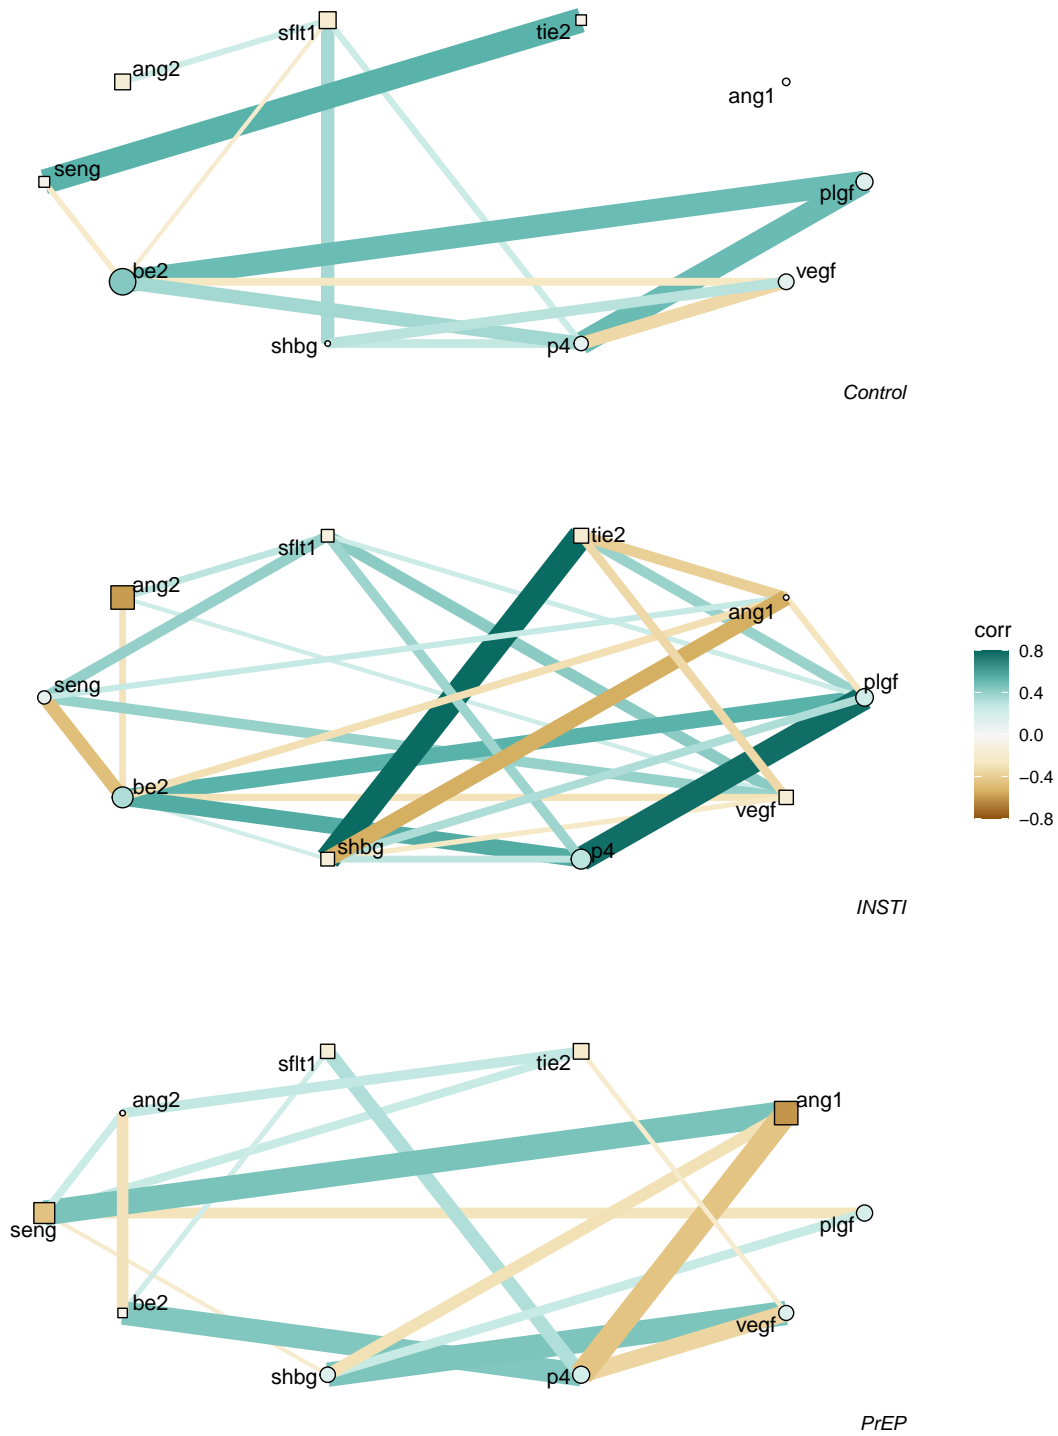 sflt1
tie2
ang2
ang1
seng
plgf
be2
vegf
shbg
p4
Control
sflt1
tie2
ang2
ang1
seng
plgf
be2
vegf
shbg
p4
INSTI
corr
0.8
0.4
0.0
−0.4
−0.8
sflt1
tie2
ang2
ang1
seng
plgf
be2
vegf
shbg
p4
PrEP